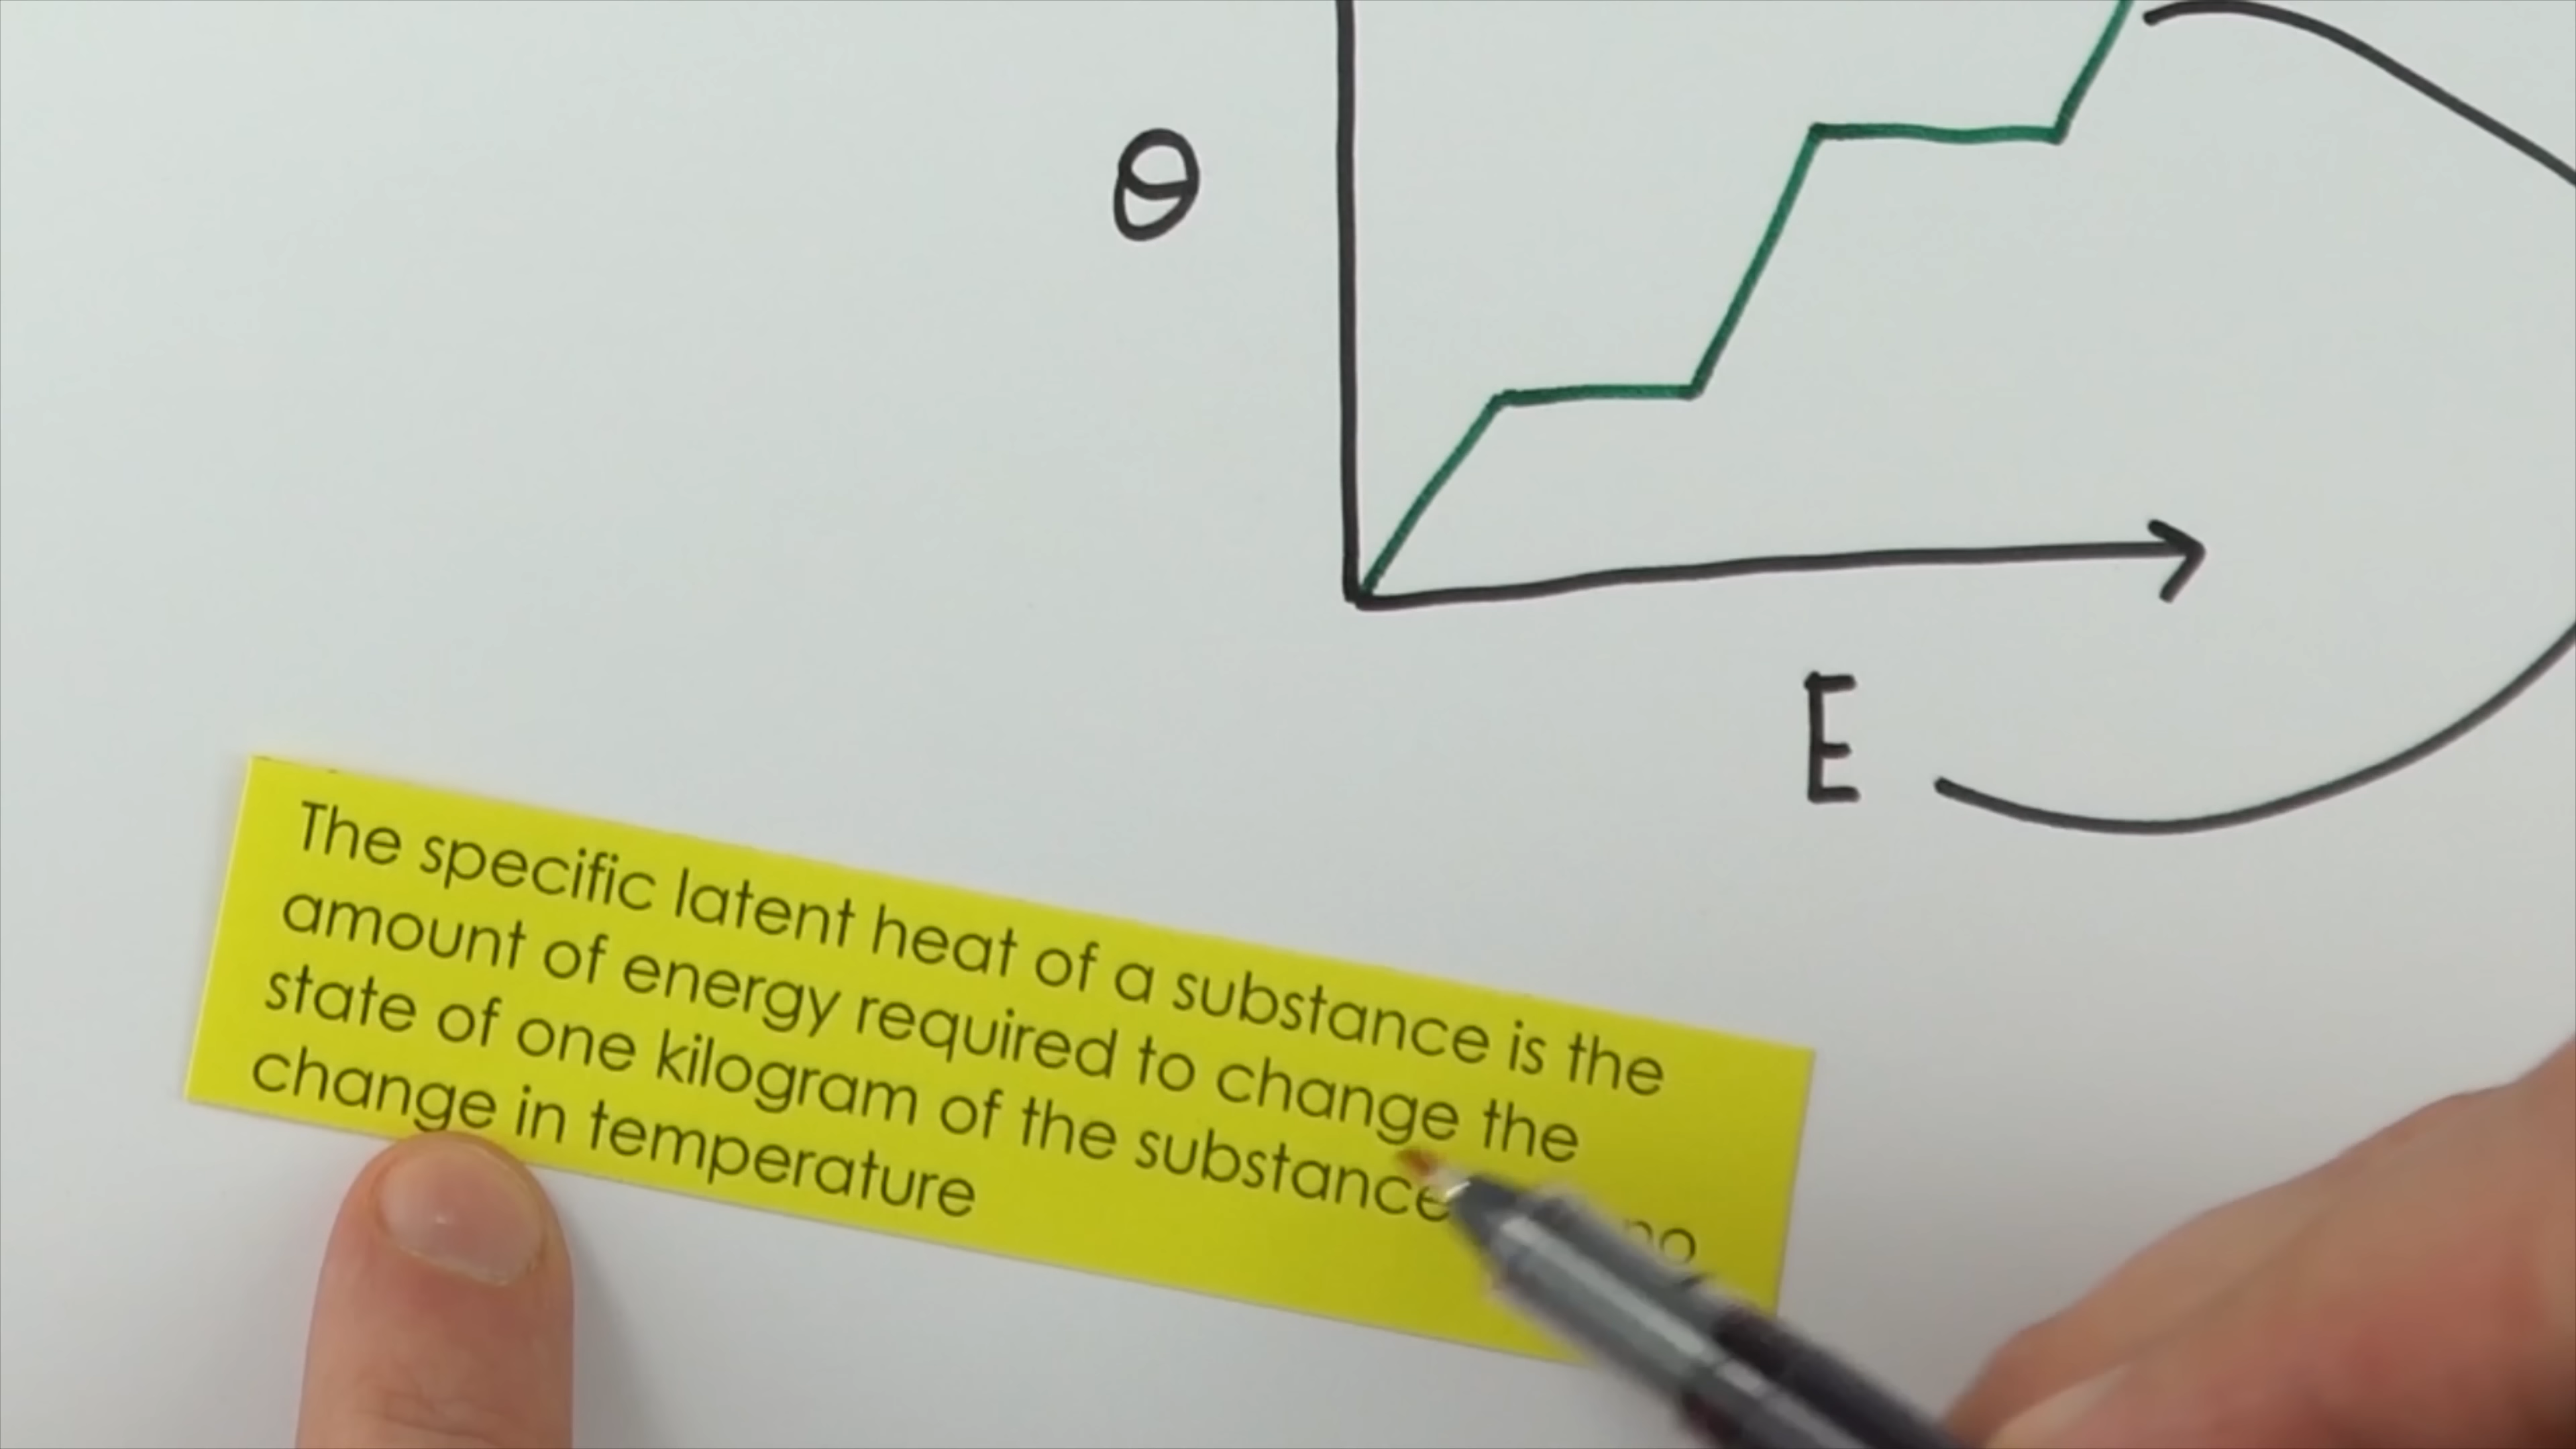 θ
E
The specific latent heat of a substance is the
amount of energy required to change the
state of one kilogram of the substance no
change in temperature